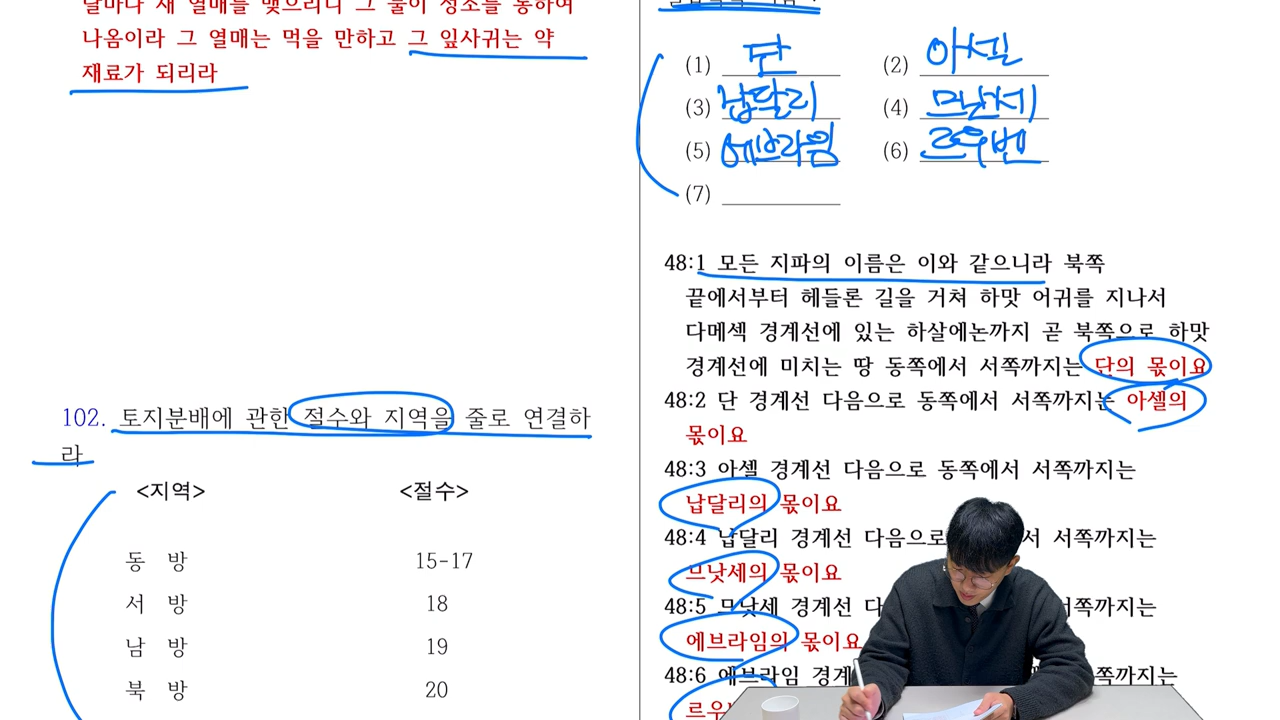 달마다 새 열매를 맺으리니 그 물이 성소를 통하여
나옴이라 그 열매는 먹을 만하고 그 잎사귀는 약
재료가 되리라
102. 토지분배에 관한 절수와 지역을 줄로 연결하
라
<지역> <절수>
동 방 15-17
서 방 18
남 방 19
북 방 20
(1) 단 (2) 아셀
(3) 납달리 (4) 므낫세
(5) 에브라임 (6) 르우벤
(7)
48:1 모든 지파의 이름은 이와 같으니라 북쪽
끝에서부터 헤들론 길을 거쳐 하맛 어귀를 지나서
다메섹 경계선에 있는 하살에논까지 곧 북쪽으로 하맛
경계선에 미치는 땅 동쪽에서 서쪽까지는 단의 몫이요
48:2 단 경계선 다음으로 동쪽에서 서쪽까지는 아셀의
몫이요
48:3 아셀 경계선 다음으로 동쪽에서 서쪽까지는
납달리의 몫이요
48:4 납달리 경계선 다음으로 서쪽까지는
므낫세의 몫이요
48:5 므낫세 경계선 서쪽까지는
에브라임의 몫이요
48:6 에브라임 서쪽까지는